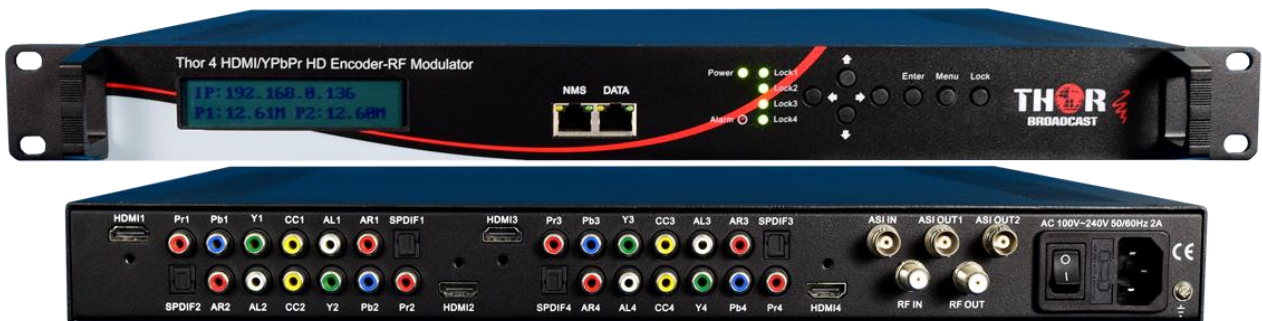 Thor 4 HDMI/YPbPr HD Encoder-RF Modulator
IP:192.168.0.136
P1:12.61M P2:12.60M
NMS DATA
Power Lock1
Lock2
Lock3
Alarm Lock4
Enter Menu Lock
THOR
BROADCAST
HDMI1 Pr1 Pb1 Y1 CC1 AL1 AR1 SPDIF1 HDMI3 Pr3 Pb3 Y3 CC3 AL3 AR3 SPDIF3 ASI IN ASI OUT1 ASI OUT2 AC 100V~240V 50/60Hz 2A
CE
O
I
SPDIF2 AR2 AL2 CC2 Y2 Pb2 Pr2 HDMI2 SPDIF4 AR4 AL4 CC4 Y4 Pb4 Pr4 HDMI4 RF IN RF OUT